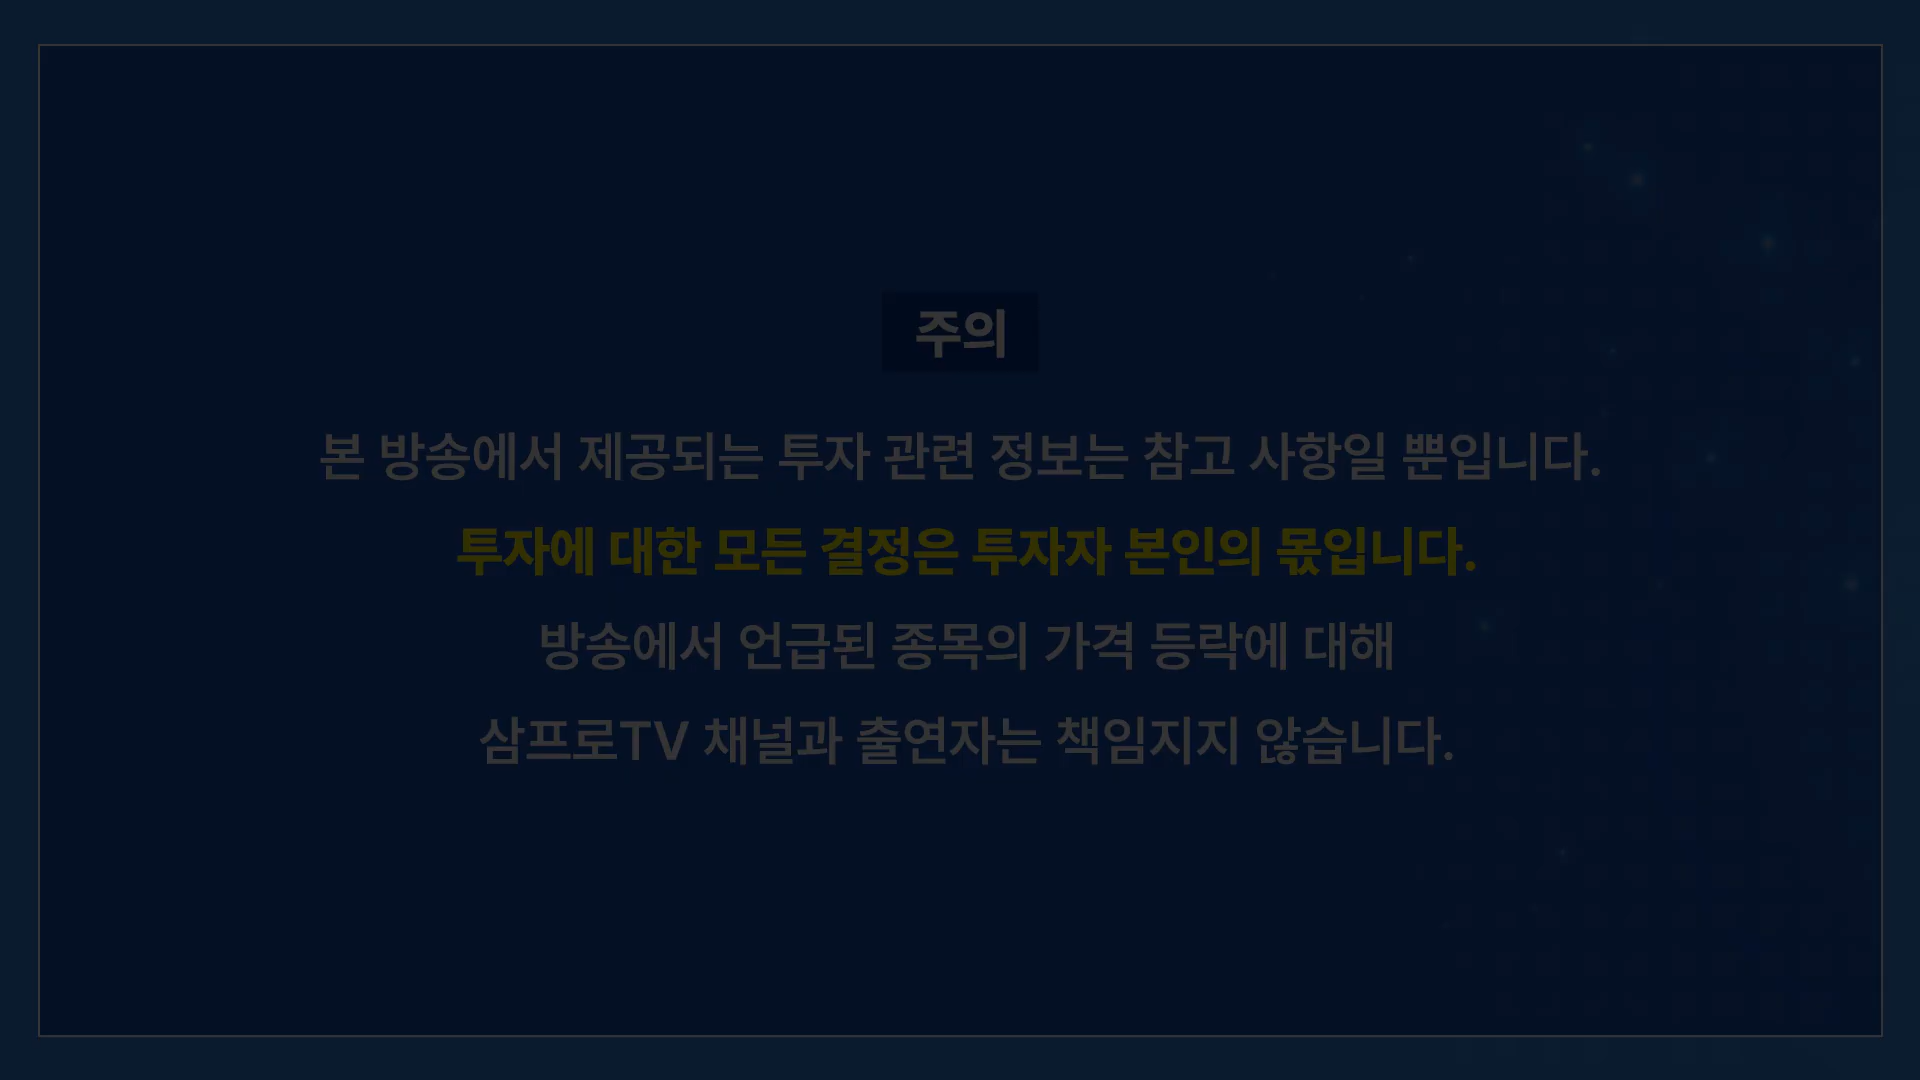 주의
본 방송에서 제공되는 투자 관련 정보는 참고 사항일 뿐입니다.
투자에 대한 모든 결정은 투자자 본인의 몫입니다.
방송에서 언급된 종목의 가격 등락에 대해
삼프로TV 채널과 출연자는 책임지지 않습니다.